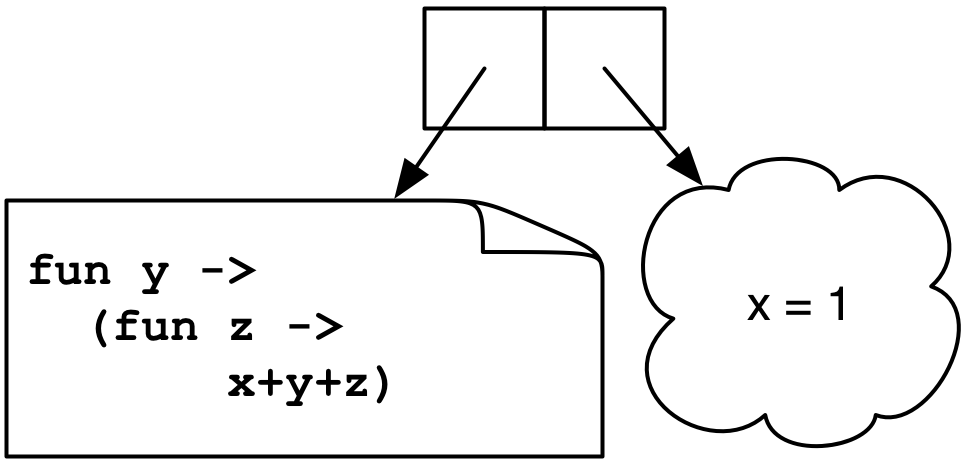 fun y ->
(fun z ->
x+y+z)
x = 1